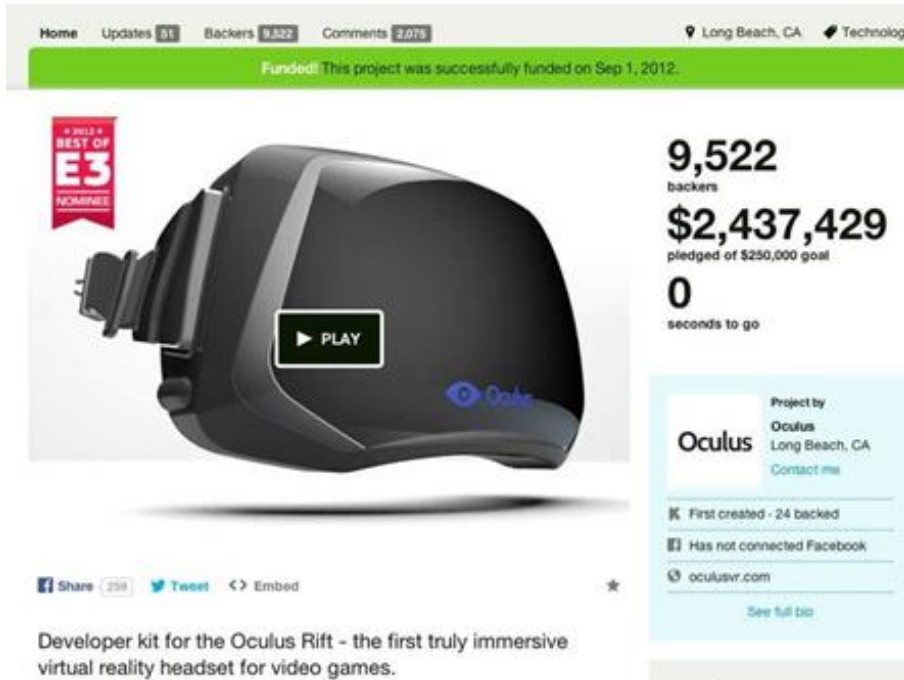 Home Updates 51 Backers 9,522 Comments 2,075 Long Beach, CA Technolog
Funded! This project was successfully funded on Sep 1, 2012.
2012
BEST OF
E3
NOMINEE
9,522
backers
$2,437,429
pledged of $250,000 goal
0
seconds to go
PLAY
Oculus
Project by
Oculus
Long Beach, CA
Contact me
Oculus
First created - 24 backed
Has not connected Facebook
oculusvr.com
See full bio
Share 259 Tweet Embed
Developer kit for the Oculus Rift - the first truly immersive
virtual reality headset for video games.